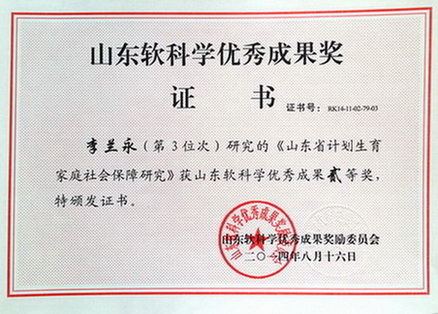 山东软科学优秀成果奖
证 书
证书号：RK14-11-02-79-03
李兰永（第3位次）研究的《山东省计划生育
家庭社会保障研究》获山东软科学优秀成果贰等奖，
特颁发证书。
山东软科学优秀成果奖励委员会
二〇一四年八月十六日